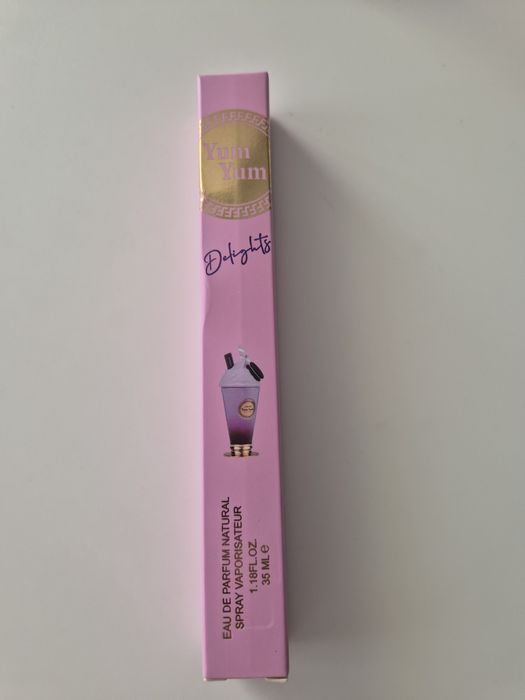 Yum
Yum
Delights
EAU DE PARFUM NATURAL
SPRAY VAPORISATEUR
1.18FL.OZ.
35 ML ℮